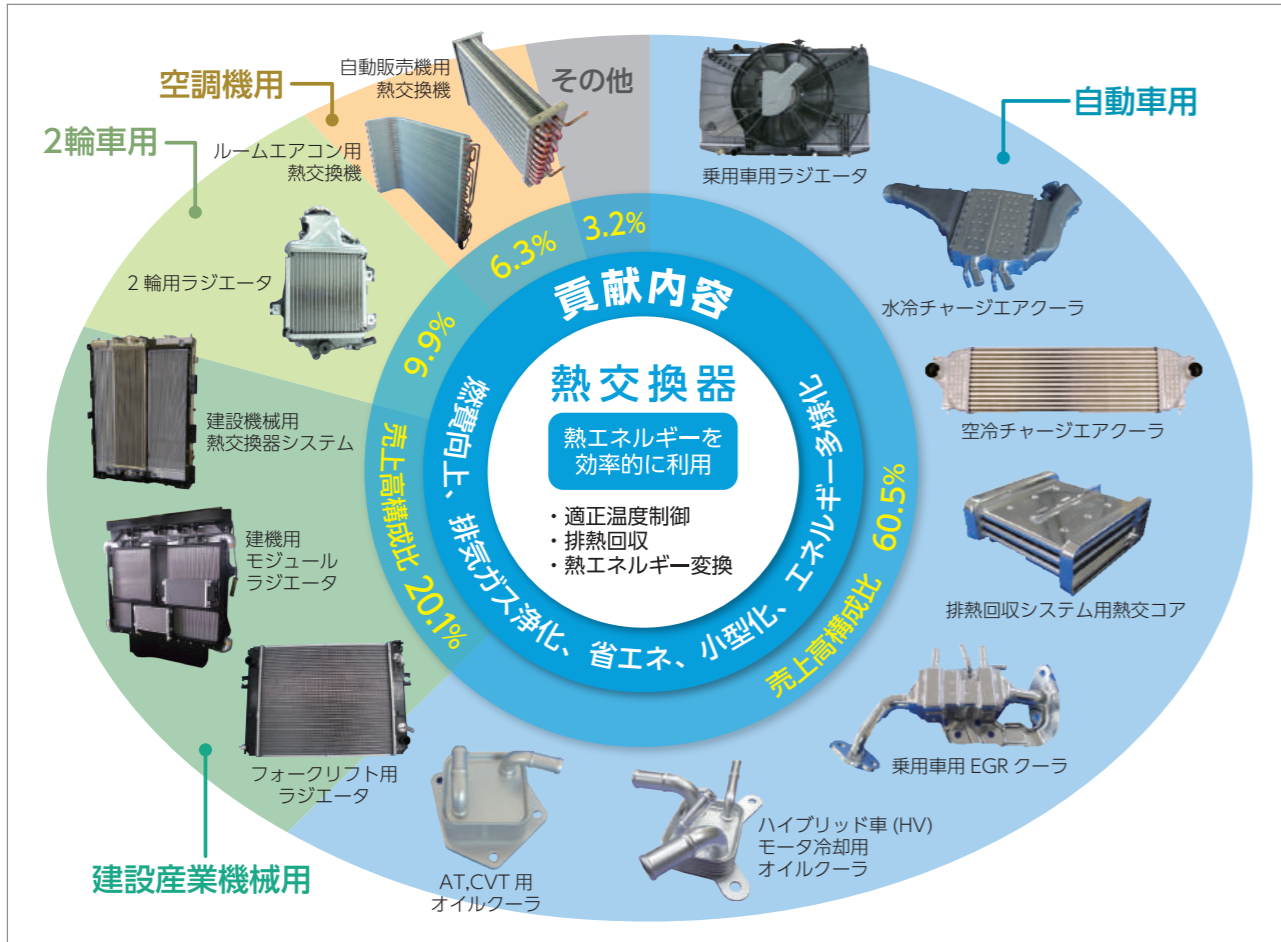 空調機用
自動販売機用
熱交換機
その他
自動車用
2輪車用
ルームエアコン用
熱交換機
乗用車用ラジエータ
2輪用ラジエータ
水冷チャージエアクーラ
空冷チャージエアクーラ
建設機械用
熱交換器システム
建機用
モジュール
ラジエータ
排熱回収システム用熱交コア
フォークリフト用
ラジエータ
乗用車用EGRクーラ
ハイブリッド車(HV)
モータ冷却用
オイルクーラ
AT,CVT用
オイルクーラ
建設産業機械用
3.2%
6.3%
9.9%
売上高構成比 20.1%
売上高構成比 60.5%
貢献内容
燃費向上、排気ガス浄化、省エネ、小型化、エネルギー多様化
熱交換器
熱エネルギーを
効率的に利用
・適正温度制御
・排熱回収
・熱エネルギー変換